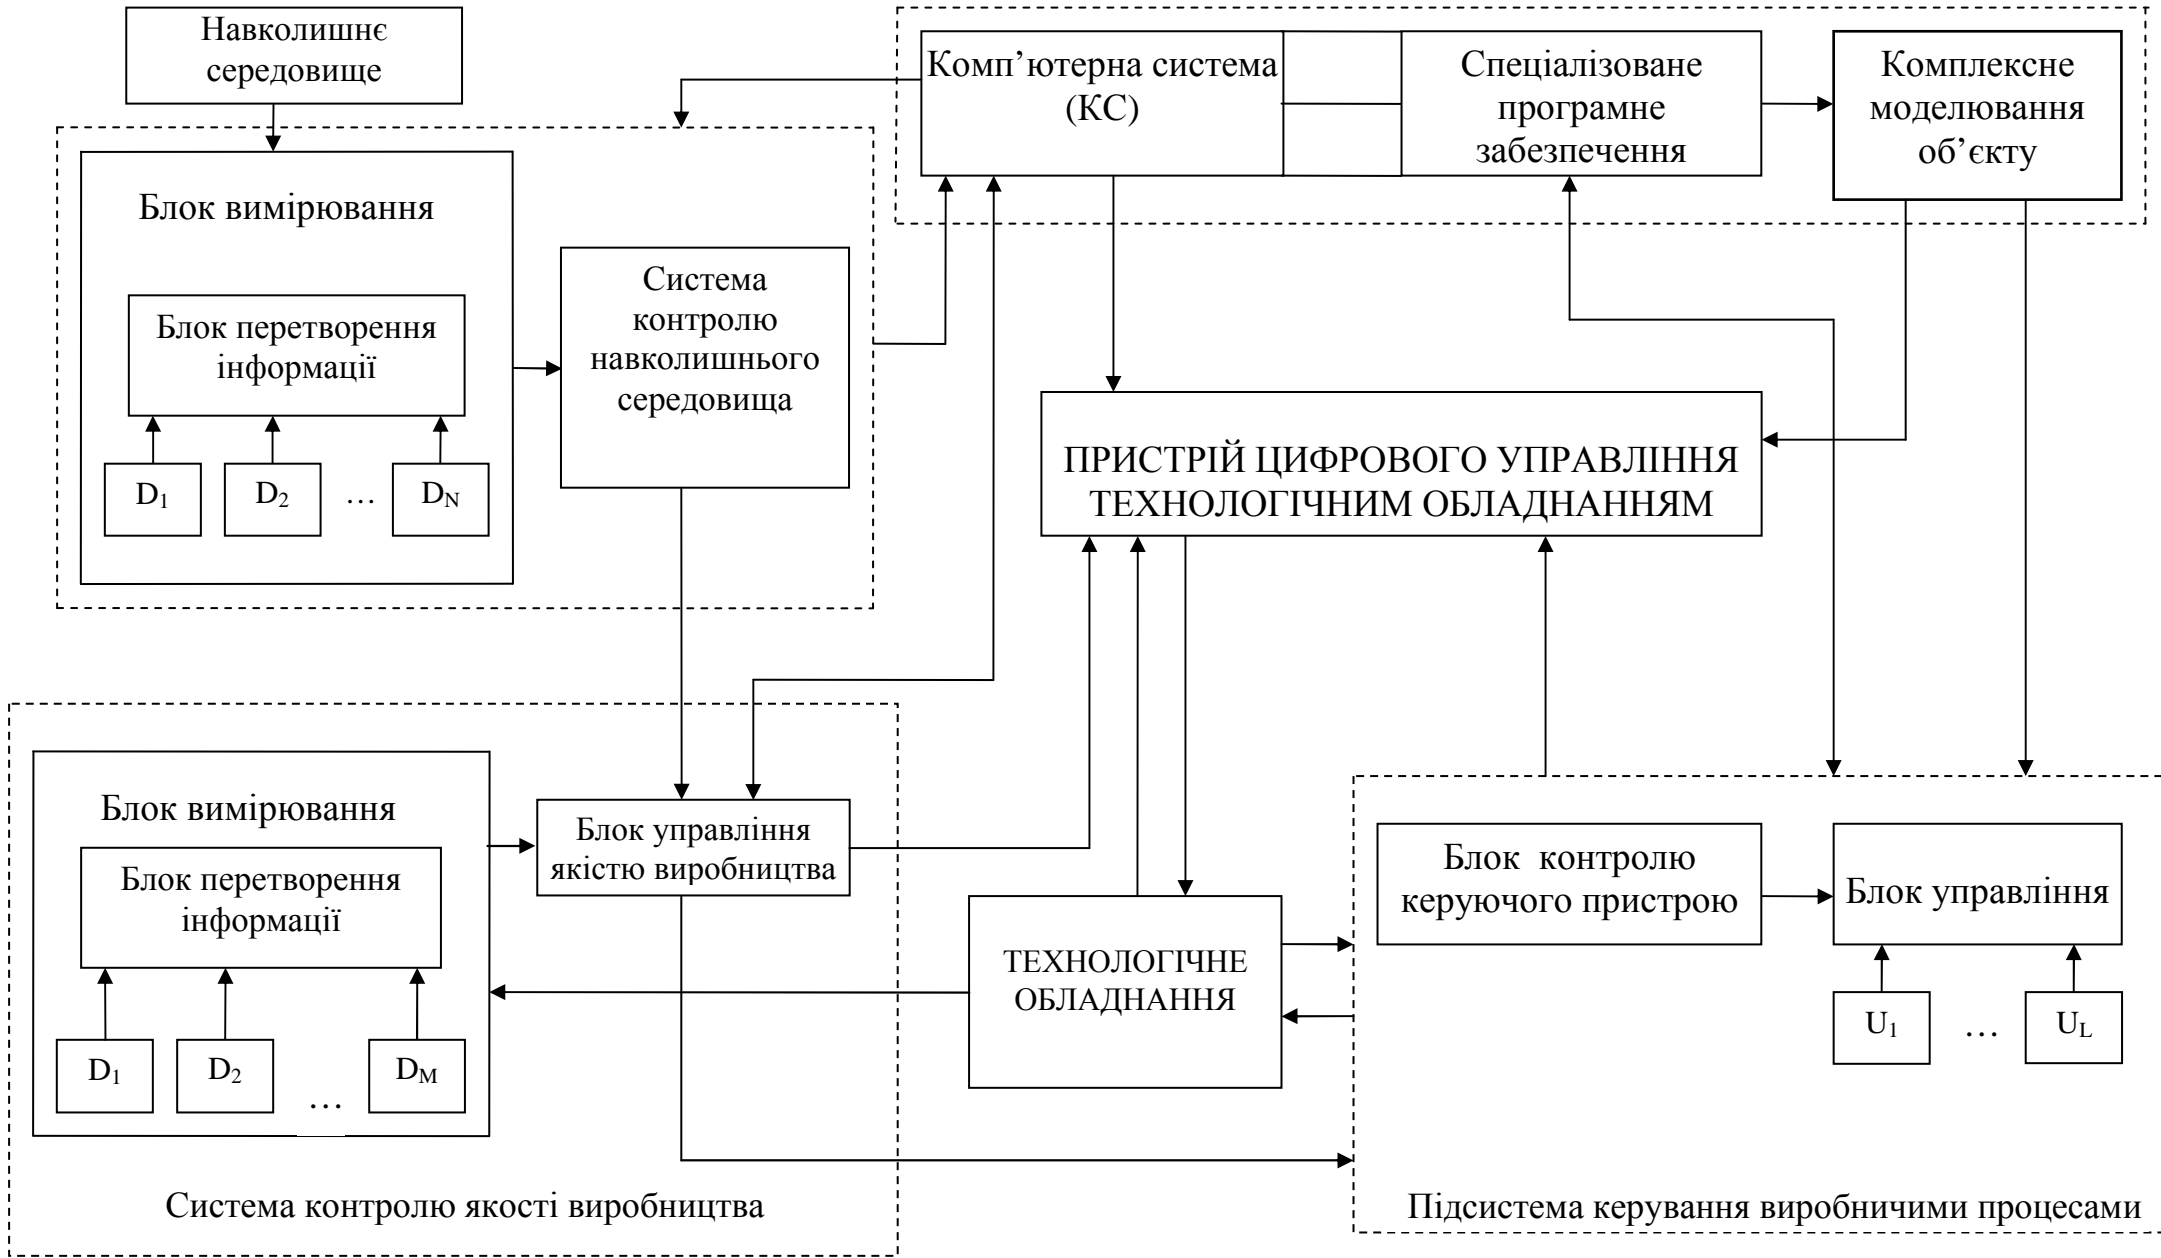 Навколишнє
середовище
Комп’ютерна система
(КС)
Спеціалізоване
програмне
забезпечення
Комплексне
моделювання
об’єкту
Блок вимірювання
Система
контролю
навколишнього
середовища
Блок перетворення
інформації
D1
D2
…
DN
ПРИСТРІЙ ЦИФРОВОГО УПРАВЛІННЯ
ТЕХНОЛОГІЧНИМ ОБЛАДНАННЯМ
Блок вимірювання
Блок перетворення
інформації
D1
D2
…
DM
Блок управління
якістю виробництва
ТЕХНОЛОГІЧНЕ
ОБЛАДНАННЯ
Блок контролю
керуючого пристрою
Блок управління
U1
…
UL
Система контролю якості виробництва
Підсистема керування виробничими процесами